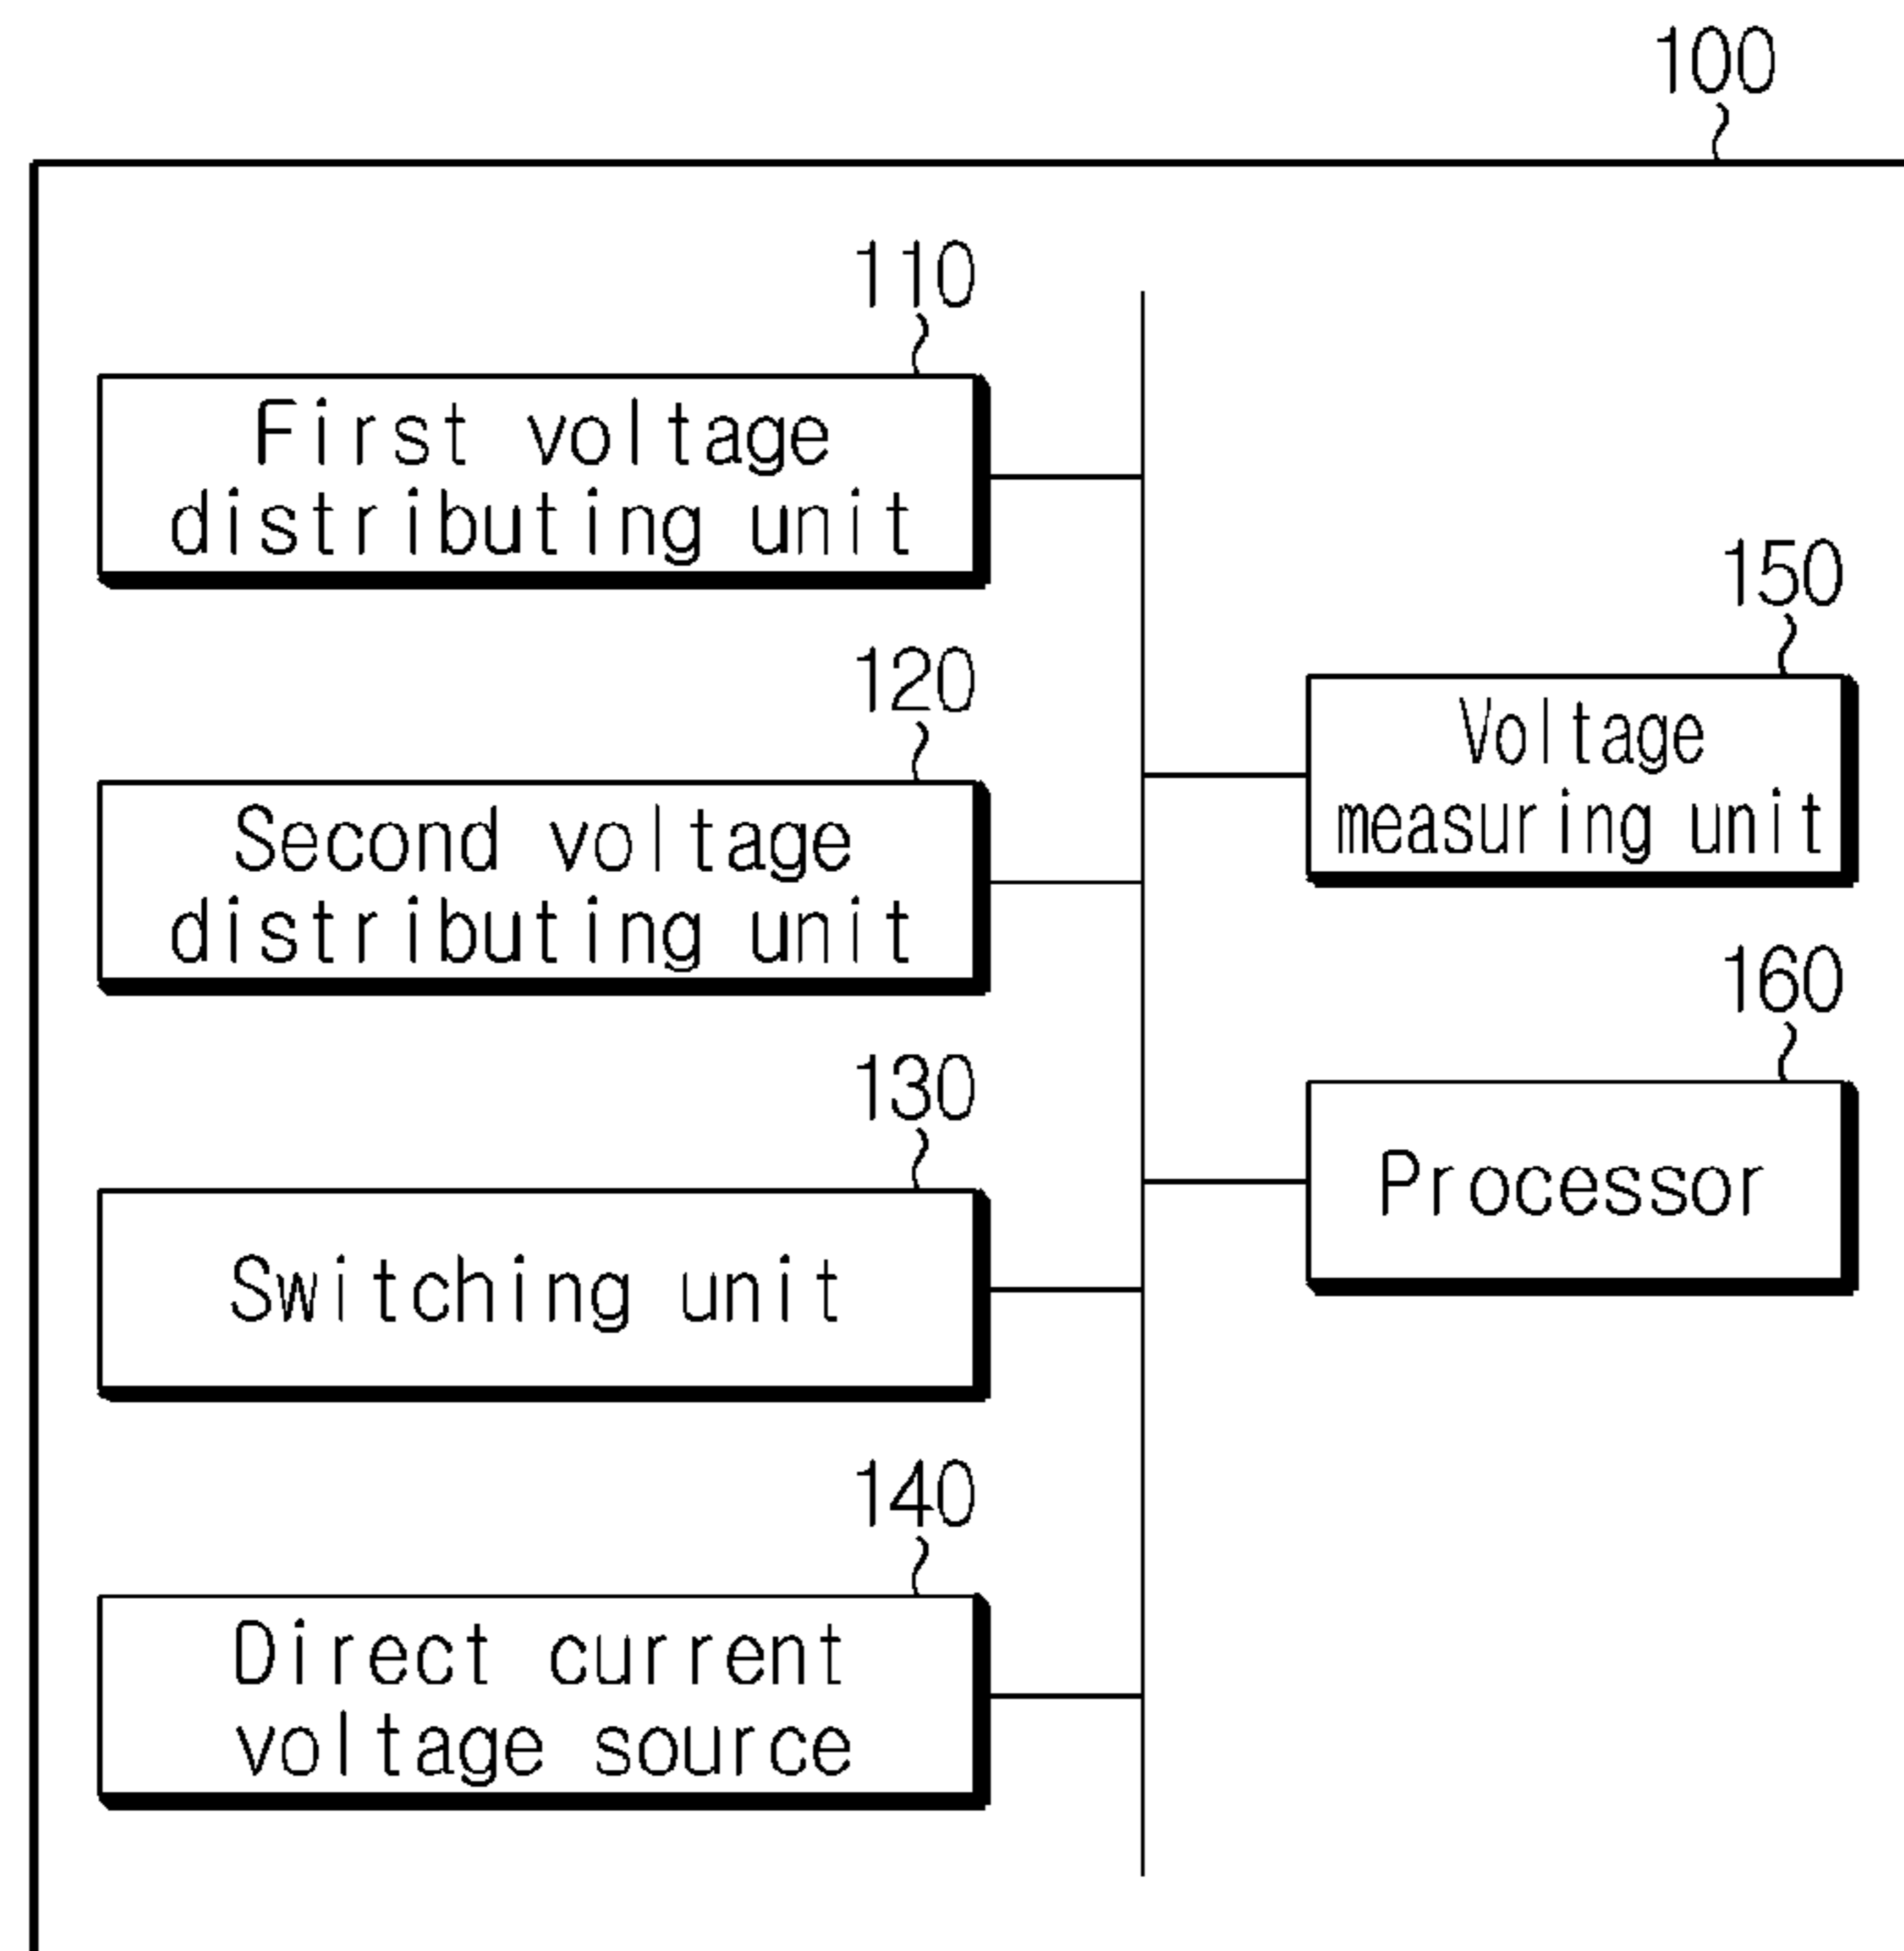 100
110
First voltage
distributing unit
120
Second voltage
distributing unit
130
Switching unit
140
Direct current
voltage source
150
Voltage
measuring unit
160
Processor